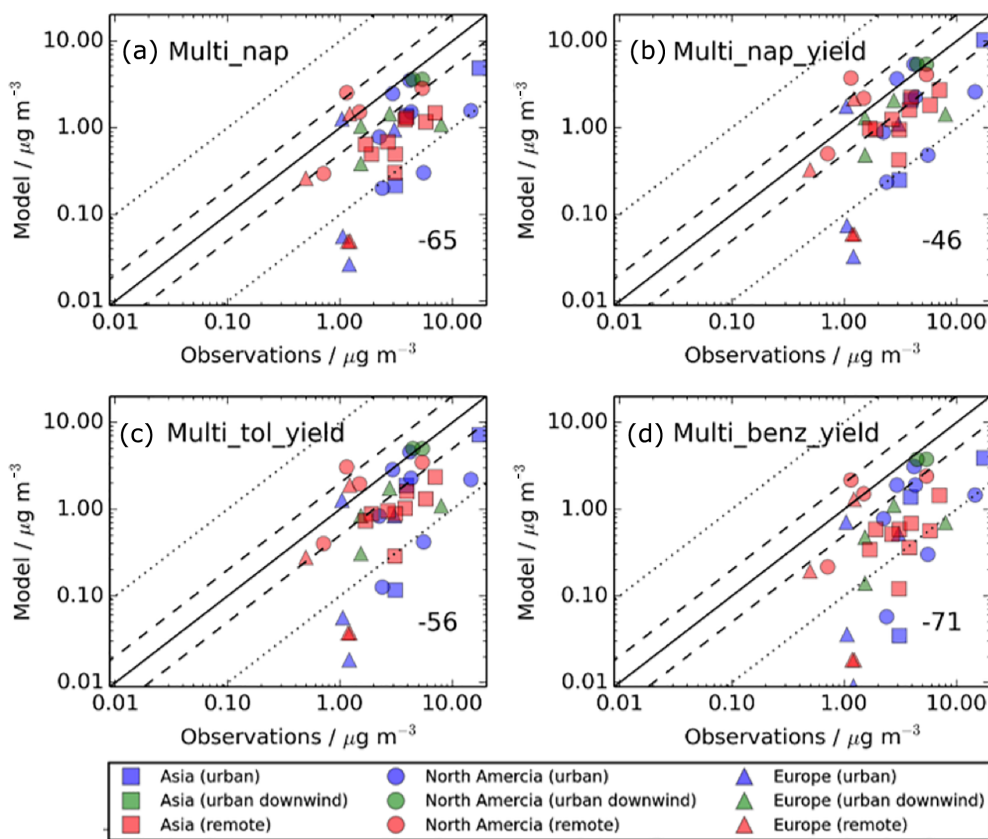 (a) Multi_nap
10.00
1.00
0.10
0.01
Model / μg m⁻³
-65
0.01 0.10 1.00 10.00
Observations / μg m⁻³
(b) Multi_nap_yield
10.00
1.00
0.10
0.01
Model / μg m⁻³
-46
0.01 0.10 1.00 10.00
Observations / μg m⁻³
(c) Multi_tol_yield
10.00
1.00
0.10
0.01
Model / μg m⁻³
-56
0.01 0.10 1.00 10.00
Observations / μg m⁻³
(d) Multi_benz_yield
10.00
1.00
0.10
0.01
Model / μg m⁻³
-71
0.01 0.10 1.00 10.00
Observations / μg m⁻³
Asia (urban)
Asia (urban downwind)
Asia (remote)
North Amercia (urban)
North Amercia (urban downwind)
North Amercia (remote)
Europe (urban)
Europe (urban downwind)
Europe (remote)